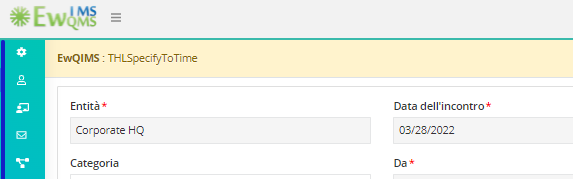 EwIMS
QMS
EwQIMS : THLSpecifyToTime
Entità* Data dell'incontro*
Corporate HQ 03/28/2022
Categoria Da*